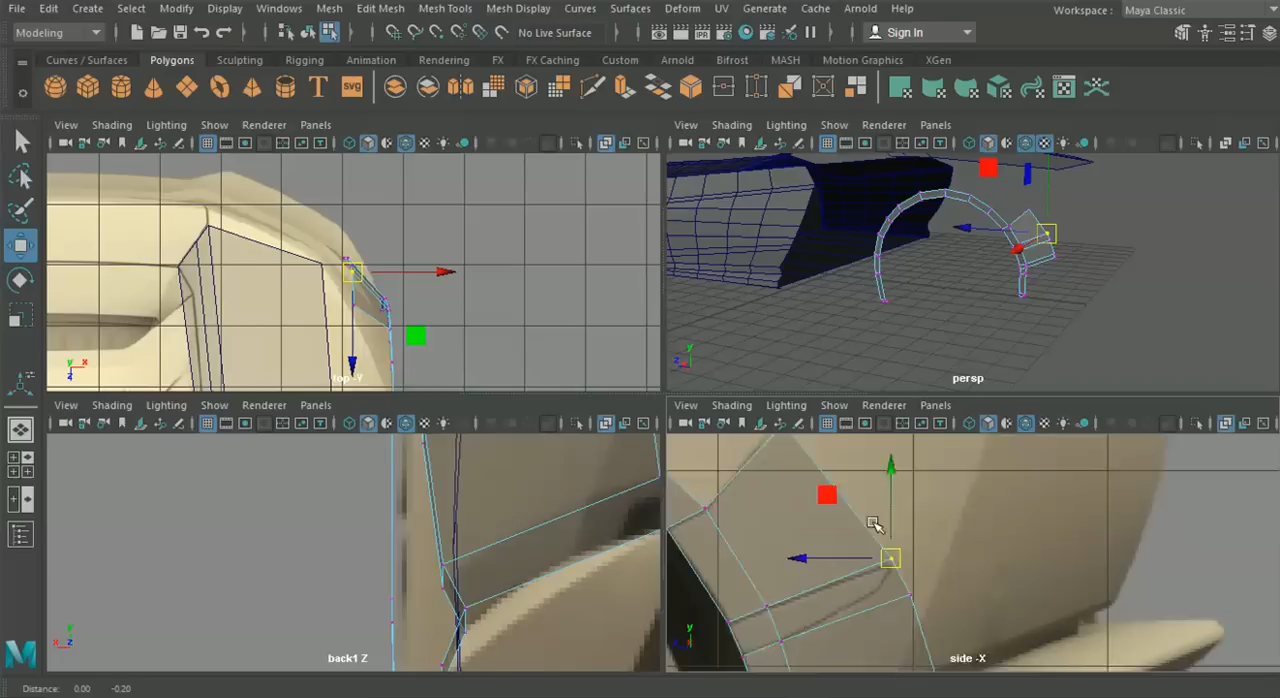 File Edit Create Select Modify Display Windows Mesh Edit Mesh Mesh Tools Mesh Display Curves Surfaces Deform UV Generate Cache Arnold Help Workspace : Maya Classic
Modeling No Live Surface Sign In
Curves / Surfaces Polygons Sculpting Rigging Animation Rendering FX FX Caching Custom Arnold Bifrost MASH Motion Graphics XGen
T SVG IPR
View Shading Lighting Show Renderer Panels
View Shading Lighting Show Renderer Panels
y x
z
top -Y
y
z
persp
View Shading Lighting Show Renderer Panels
View Shading Lighting Show Renderer Panels
y
x z
back1 Z
y
side -X
M
Distance: 0.00 -0.20